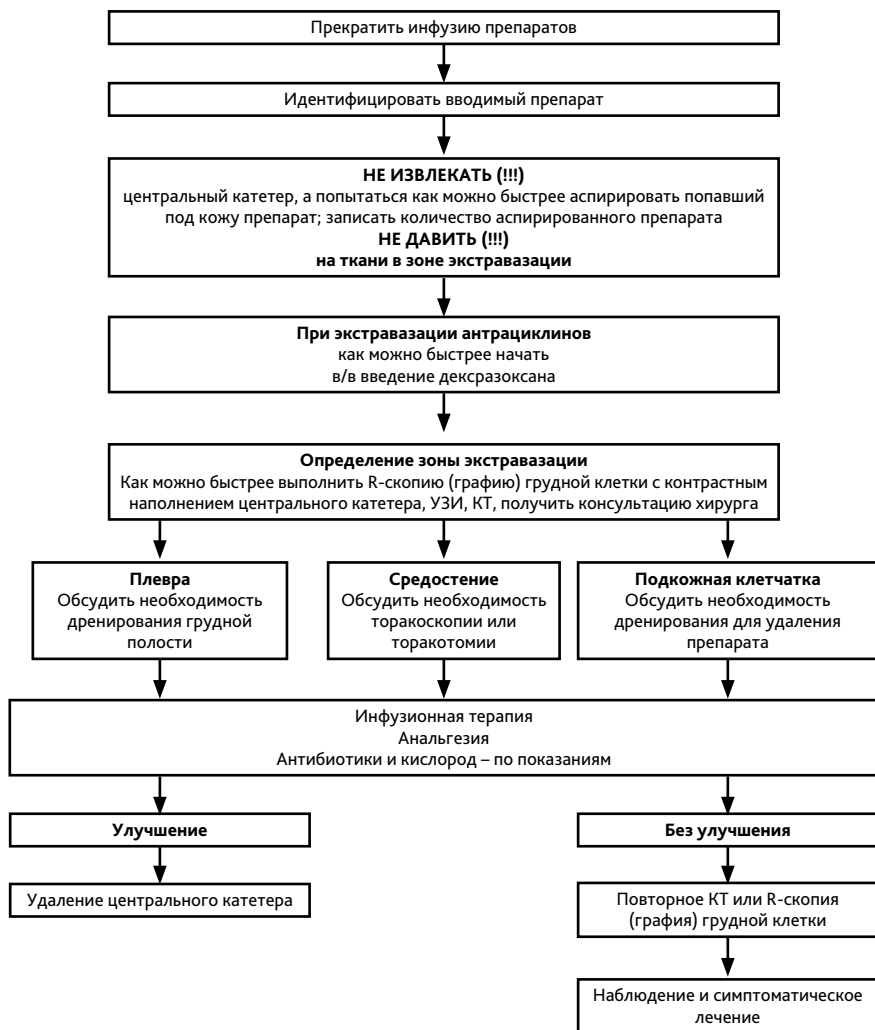 Прекратить инфузию препаратов
Идентифицировать вводимый препарат
НЕ ИЗВЛЕКАТЬ (!!!)
центральный катетер, а попытаться как можно быстрее аспирировать попавший
под кожу препарат; записать количество аспирированного препарата
НЕ ДАВИТЬ (!!!)
на ткани в зоне экстравазации
При экстравазации антрациклинов
как можно быстрее начать
в/в введение дексразоксана
Определение зоны экстравазации
Как можно быстрее выполнить R-скопию (графию) грудной клетки с контрастным
наполнением центрального катетера, УЗИ, КТ, получить консультацию хирурга
Плевра
Обсудить необходимость
дренирования грудной
полости
Средостение
Обсудить необходимость
торакоскопии или
торакотомии
Подкожная клетчатка
Обсудить необходимость
дренирования для удаления
препарата
Инфузионная терапия
Анальгезия
Антибиотики и кислород – по показаниям
Улучшение
Удаление центрального катетера
Без улучшения
Повторное КТ или R-скопия
(графия) грудной клетки
Наблюдение и симптоматическое
лечение